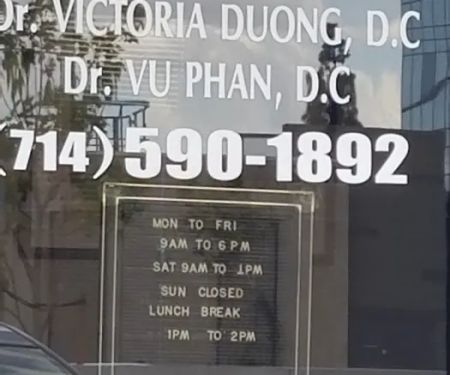 Dr. VICTORIA DUONG, D.C
Dr. VU PHAN, D.C
(714) 590-1892
MON TO FRI
9AM TO 6PM
SAT 9AM TO 1PM
SUN CLOSED
LUNCH BREAK
1PM TO 2PM